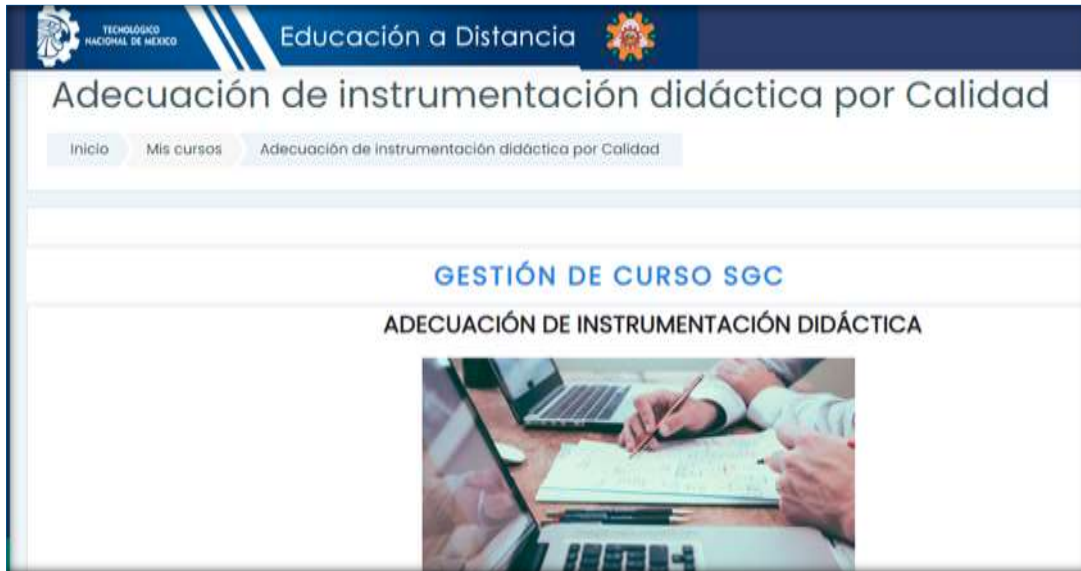 TECNOLÓGICO
NACIONAL DE MÉXICO
Educación a Distancia
Adecuación de instrumentación didáctica por Calidad
Inicio
Mis cursos
Adecuación de instrumentación didáctica por Calidad
GESTIÓN DE CURSO SGC
ADECUACIÓN DE INSTRUMENTACIÓN DIDÁCTICA